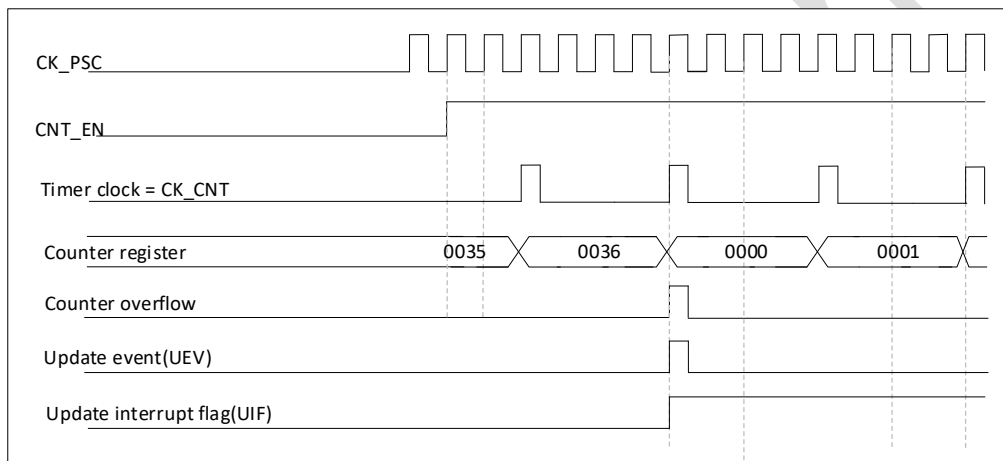 CK_PSC
CNT_EN
Timer clock = CK_CNT
Counter register 0035 0036 0000 0001
Counter overflow
Update event(UEV)
Update interrupt flag(UIF)